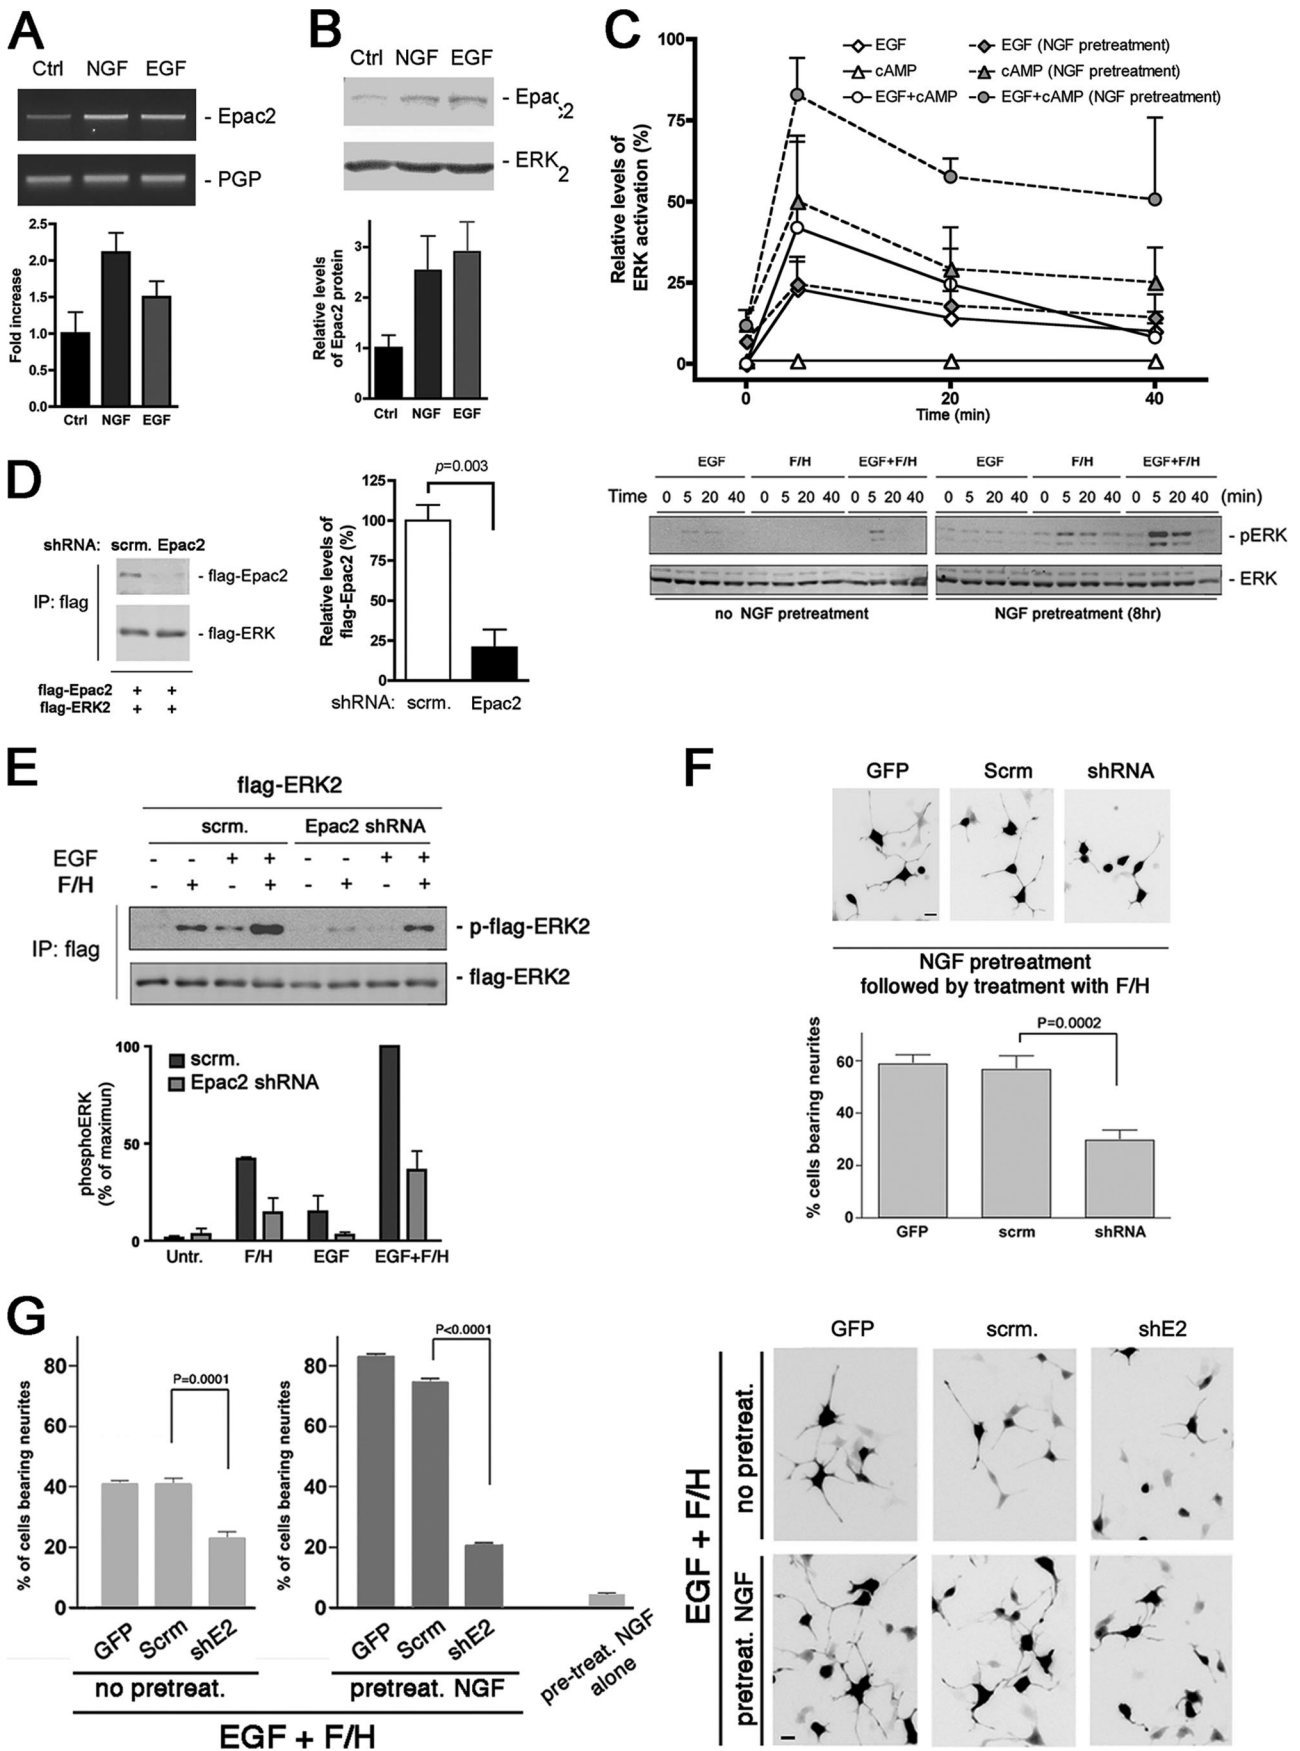 A
Ctrl NGF EGF
- Epac2
- PGP
2.5
2.0
1.5
1.0
0.5
0.0
Fold increase
Ctrl NGF EGF
B
Ctrl NGF EGF
- Epac2
- ERK2
3
2
1
0
Relative levels
of Epac2 protein
Ctrl NGF EGF
C
100
75
50
25
0
Relative levels of
ERK activation (%)
EGF
cAMP
EGF+cAMP
EGF (NGF pretreatment)
cAMP (NGF pretreatment)
EGF+cAMP (NGF pretreatment)
0 20 40
Time (min)
EGF F/H EGF+F/H EGF F/H EGF+F/H
Time 0 5 20 40 0 5 20 40 0 5 20 40 0 5 20 40 0 5 20 40 0 5 20 40 (min)
- pERK
- ERK
no NGF pretreatment NGF pretreatment (8hr)
D
shRNA: scrm. Epac2
IP: flag
- flag-Epac2
- flag-ERK
flag-Epac2 + +
flag-ERK2 + +
p=0.003
125
100
75
50
25
0
Relative levels of
flag-Epac2 (%)
shRNA: scrm. Epac2
E
flag-ERK2
scrm. Epac2 shRNA
EGF - - + + - - + +
F/H - + - + - + - +
IP: flag
- p-flag-ERK2
- flag-ERK2
100
50
0
phosphoERK
(% of maximun)
scrm.
Epac2 shRNA
Untr. F/H EGF EGF+F/H
F
GFP Scrm shRNA
NGF pretreatment
followed by treatment with F/H
P=0.0002
60
40
20
0
% cells bearing neurites
GFP scrm shRNA
G
80
60
40
20
0
% of cells bearing neurites
P=0.0001
GFP Scrm shE2
no pretreat.
80
60
40
20
0
% of cells bearing neurites
P<0.0001
GFP Scrm shE2
pretreat. NGF
pre-treat. NGF
alone
EGF + F/H
GFP scrm. shE2
EGF + F/H
no pretreat.
pretreat. NGF